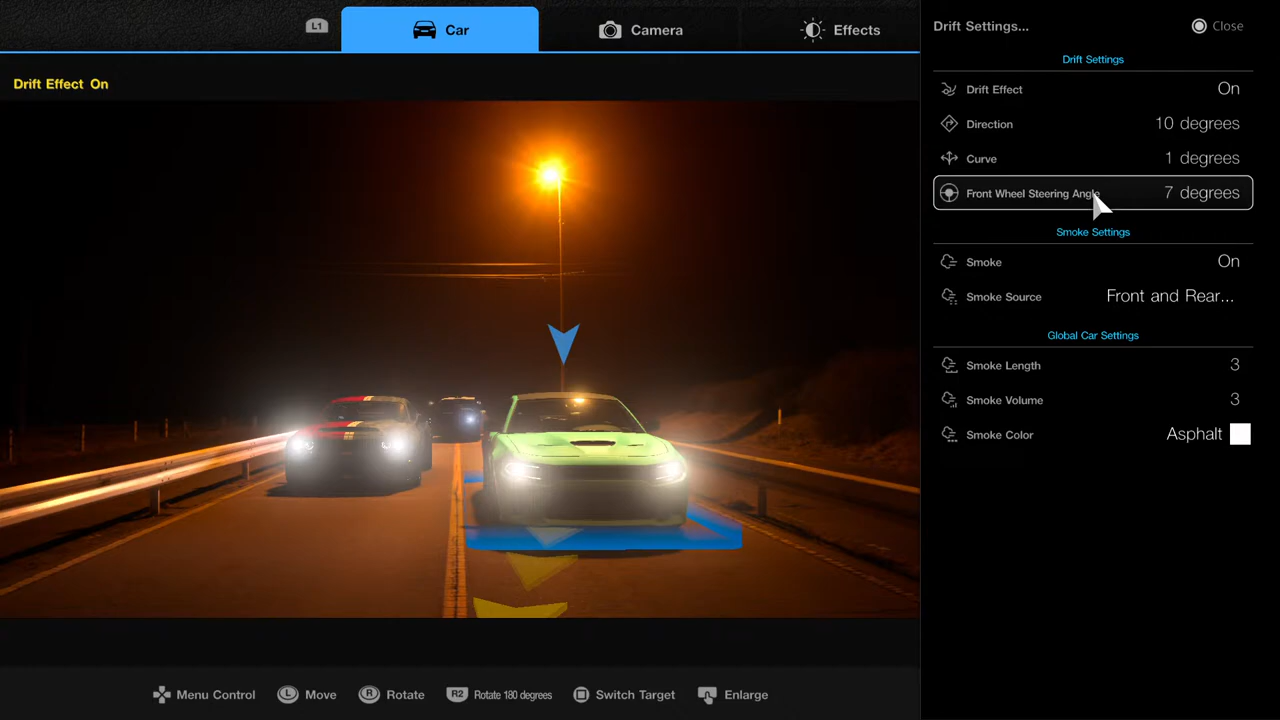 L1
Car
Camera
Effects
Drift Effect On
Drift Settings...
Close
Drift Settings
Drift Effect On
Direction 10 degrees
Curve 1 degrees
Front Wheel Steering Angle 7 degrees
Smoke Settings
Smoke On
Smoke Source Front and Rear...
Global Car Settings
Smoke Length 3
Smoke Volume 3
Smoke Color Asphalt
Menu Control L Move R Rotate R2 Rotate 180 degrees Switch Target Enlarge